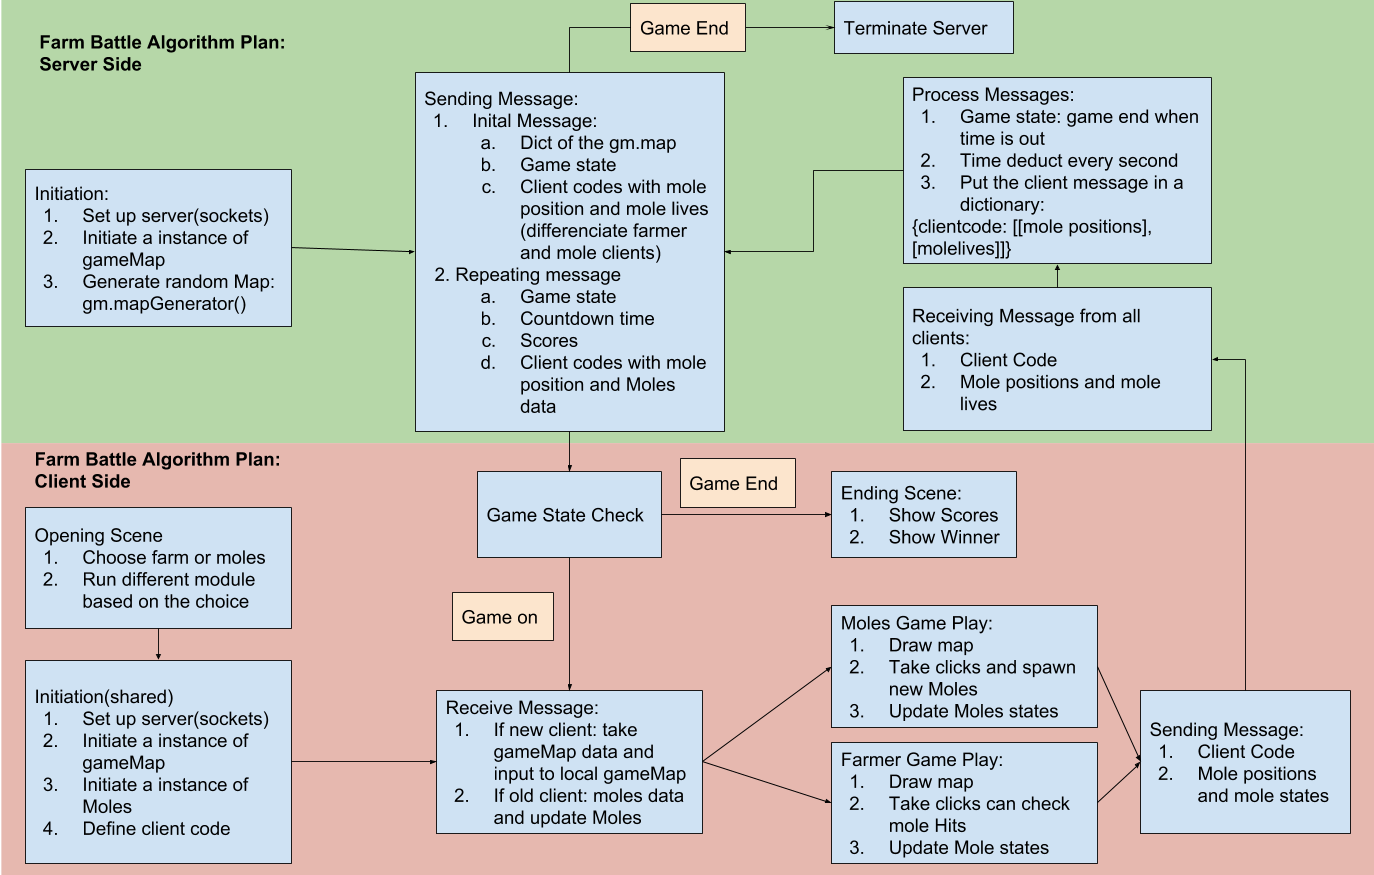 Farm Battle Algorithm Plan:
Server Side
Game End
Terminate Server
Initiation:
1. Set up server(sockets)
2. Initiate a instance of
gameMap
3. Generate random Map:
gm.mapGenerator()
Sending Message:
1. Inital Message:
a. Dict of the gm.map
b. Game state
c. Client codes with mole
position and mole lives
(differenciate farmer
and mole clients)
2. Repeating message
a. Game state
b. Countdown time
c. Scores
d. Client codes with mole
position and Moles
data
Process Messages:
1. Game state: game end when
time is out
2. Time deduct every second
3. Put the client message in a
dictionary:
{clientcode: [[mole positions],
[molelives]]}
Receiving Message from all
clients:
1. Client Code
2. Mole positions and mole
lives
Farm Battle Algorithm Plan:
Client Side
Opening Scene
1. Choose farm or moles
2. Run different module
based on the choice
Initiation(shared)
1. Set up server(sockets)
2. Initiate a instance of
gameMap
3. Initiate a instance of
Moles
4. Define client code
Game State Check
Game End
Ending Scene:
1. Show Scores
2. Show Winner
Game on
Receive Message:
1. If new client: take
gameMap data and
input to local gameMap
2. If old client: moles data
and update Moles
Moles Game Play:
1. Draw map
2. Take clicks and spawn
new Moles
3. Update Moles states
Farmer Game Play:
1. Draw map
2. Take clicks can check
mole Hits
3. Update Mole states
Sending Message:
1. Client Code
2. Mole positions
and mole states